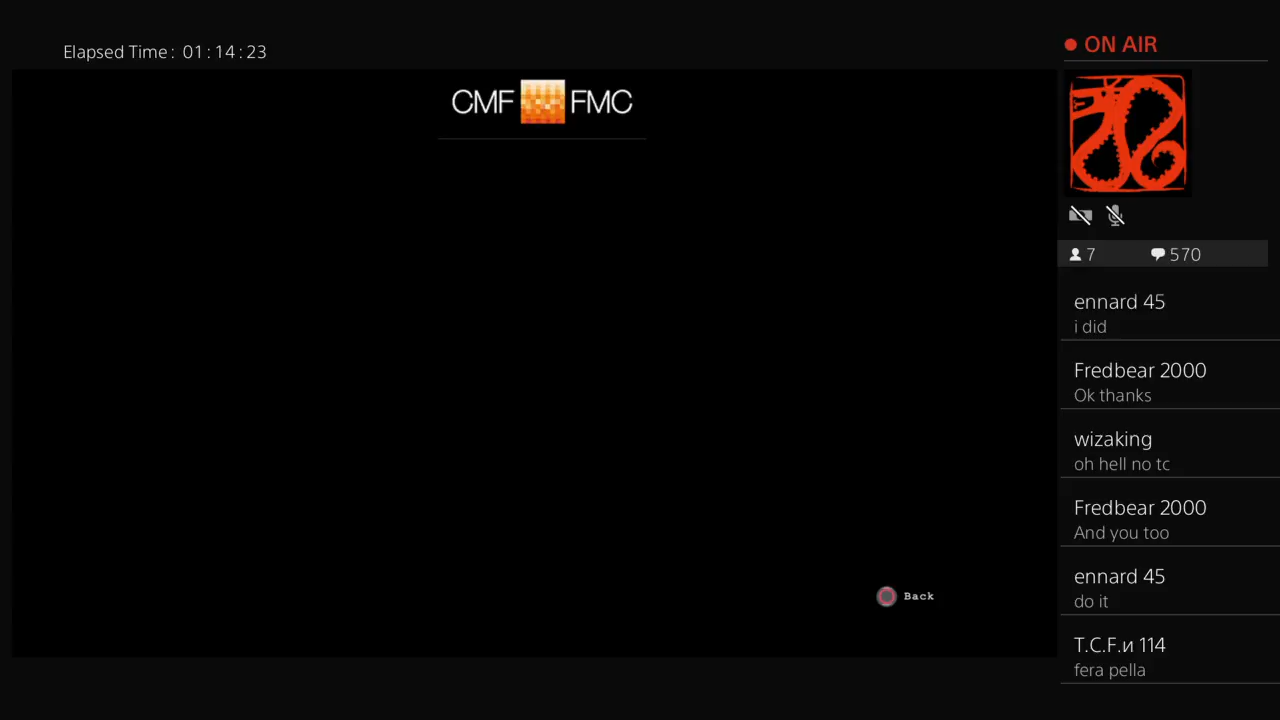 Elapsed Time: 01:14:23
ON AIR
CMF FMC
7 570
ennard 45
i did
Fredbear 2000
Ok thanks
wizaking
oh hell no tc
Fredbear 2000
And you too
ennard 45
do it
Back
T.C.F.и 114
fera pella